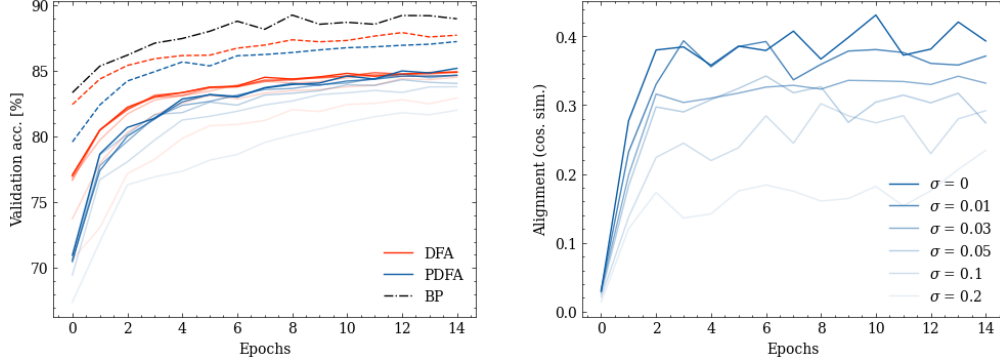 90
85
80
75
70
Validation acc. [%]
0 2 4 6 8 10 12 14
Epochs
DFA
PDFA
BP
0.4
0.3
0.2
0.1
0.0
Alignment (cos. sim.)
0 2 4 6 8 10 12 14
Epochs
σ = 0
σ = 0.01
σ = 0.03
σ = 0.05
σ = 0.1
σ = 0.2